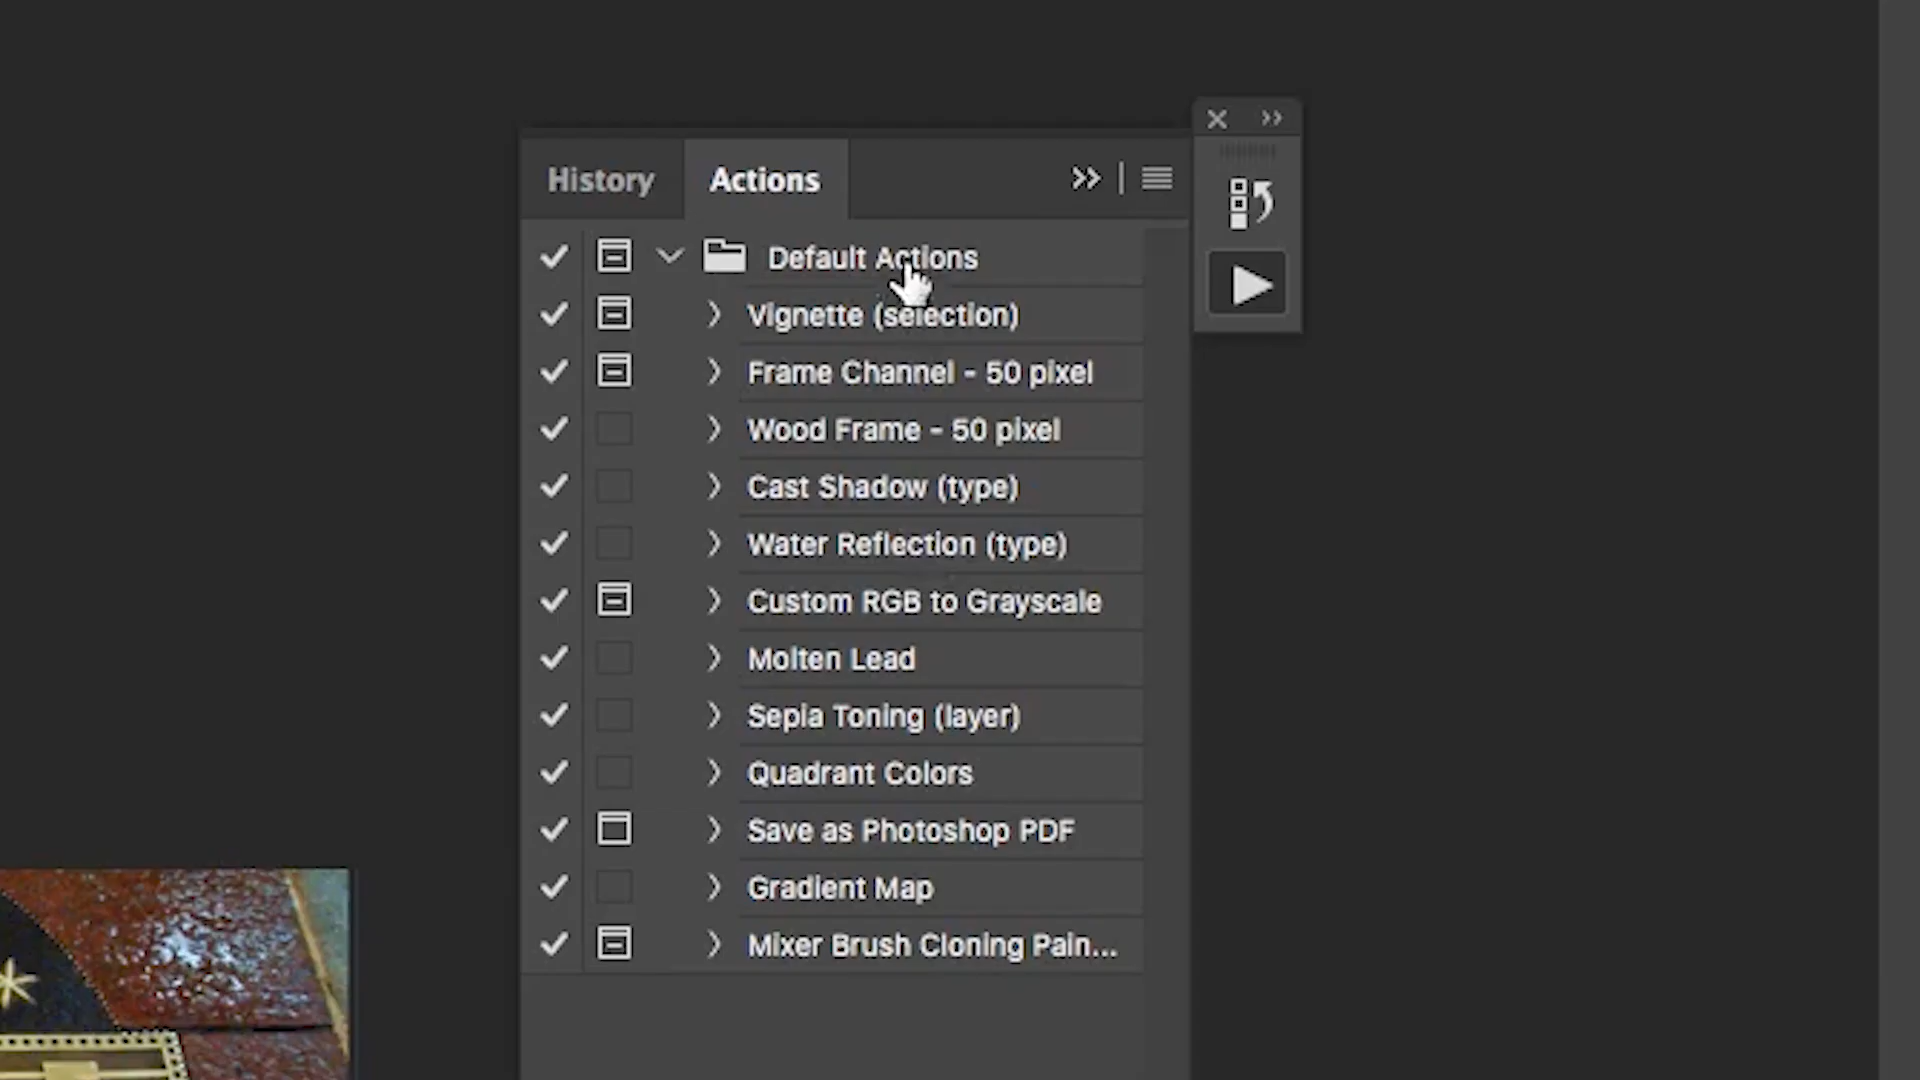 History Actions
Default Actions
Vignette (selection)
Frame Channel - 50 pixel
Wood Frame - 50 pixel
Cast Shadow (type)
Water Reflection (type)
Custom RGB to Grayscale
Molten Lead
Sepia Toning (layer)
Quadrant Colors
Save as Photoshop PDF
Gradient Map
Mixer Brush Cloning Pain...